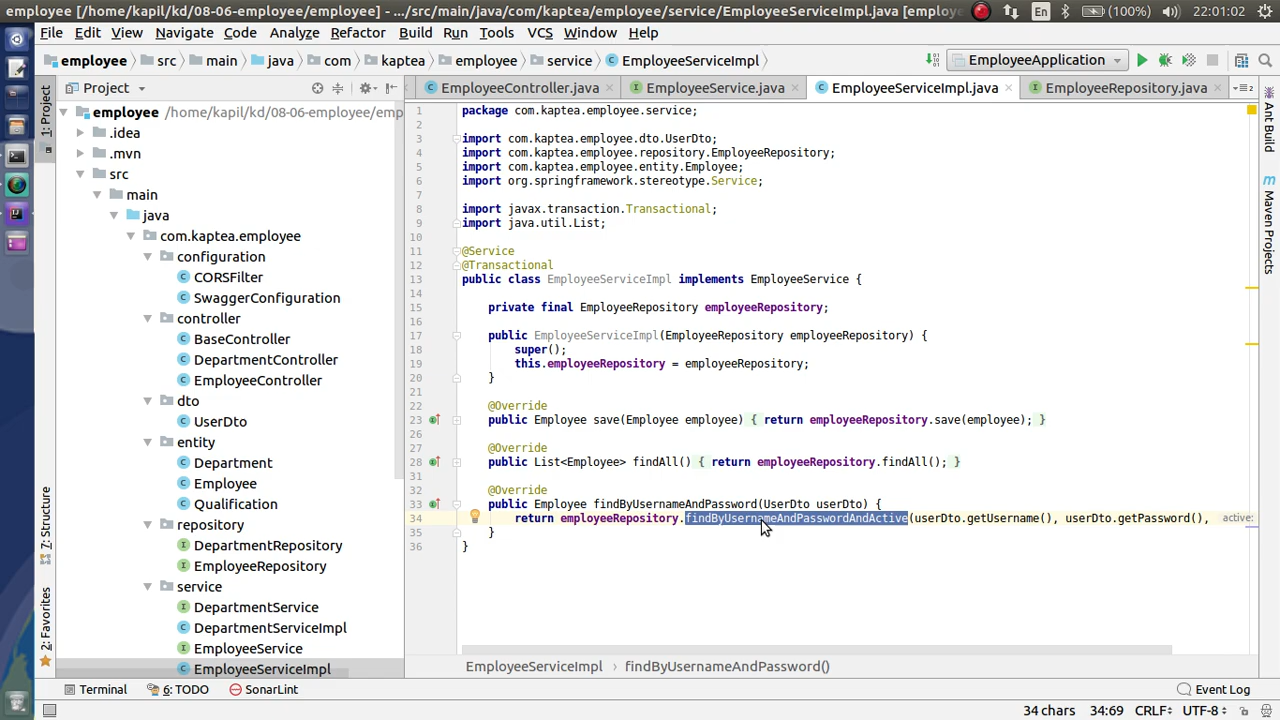 employee [~/kd/08-06-employee/employee] - .../src/main/java/com/kaptea/employee/service/EmployeeServiceImpl.java [employ
En
(100%)
22:01:02
File Edit View Navigate Code Analyze Refactor Build Run Tools VCS Window Help
employee src main java com kaptea employee service EmployeeServiceImpl
EmployeeApplication
Project
EmployeeController.java
EmployeeService.java
EmployeeServiceImpl.java
EmployeeRepository.java
1: Project
7: Structure
2: Favorites
employee /home/kapil/kd/08-06-employee/emp
.idea
.mvn
src
main
java
com.kaptea.employee
configuration
CORSFilter
SwaggerConfiguration
controller
BaseController
DepartmentController
EmployeeController
dto
UserDto
entity
Department
Employee
Qualification
repository
DepartmentRepository
EmployeeRepository
service
DepartmentService
DepartmentServiceImpl
EmployeeService
EmployeeServiceImpl
1 package com.kaptea.employee.service;
2
3 import com.kaptea.employee.dto.UserDto;
4 import com.kaptea.employee.repository.EmployeeRepository;
5 import com.kaptea.employee.entity.Employee;
6 import org.springframework.stereotype.Service;
7
8 import javax.transaction.Transactional;
9 import java.util.List;
10
11 @Service
12 @Transactional
13 public class EmployeeServiceImpl implements EmployeeService {
14
15 private final EmployeeRepository employeeRepository;
16
17 public EmployeeServiceImpl(EmployeeRepository employeeRepository) {
18 super();
19 this.employeeRepository = employeeRepository;
20 }
21
22 @Override
23 public Employee save(Employee employee) { return employeeRepository.save(employee); }
26
27 @Override
28 public List<Employee> findAll() { return employeeRepository.findAll(); }
31
32 @Override
33 public Employee findByUsernameAndPassword(UserDto userDto) {
34 return employeeRepository.findByUsernameAndPasswordAndActive(userDto.getUsername(), userDto.getPassword(), active:
35 }
36 }
EmployeeServiceImpl findByUsernameAndPassword()
Ant Build
m Maven Projects
Terminal
6: TODO
SonarLint
Event Log
34 chars 34:69 CRLF UTF-8